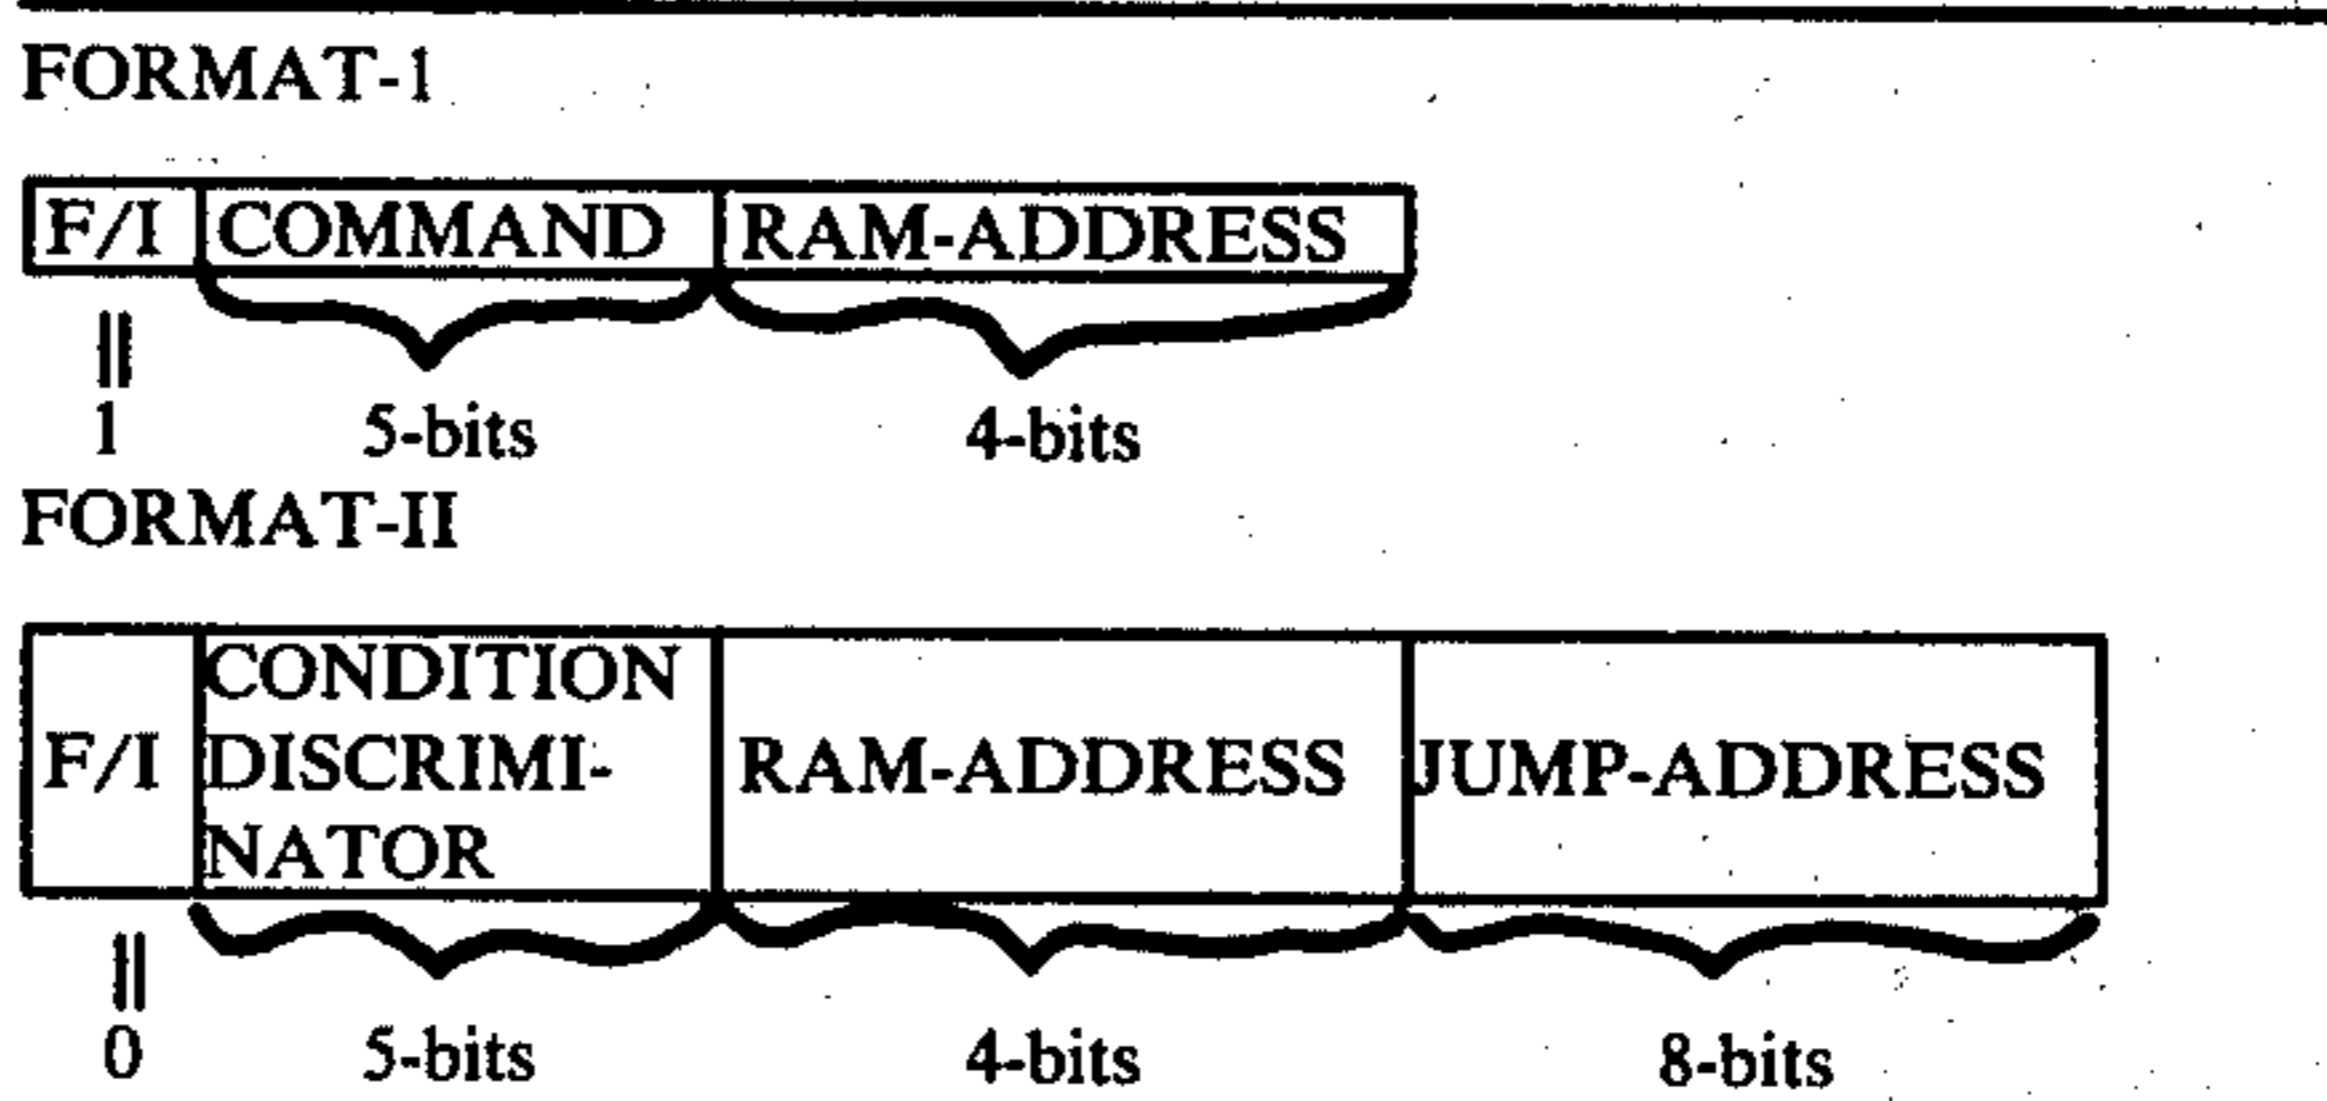 FORMAT-1
F/I COMMAND RAM-ADDRESS
||
1 5-bits 4-bits
FORMAT-II
F/I CONDITION DISCRIMI-NATOR RAM-ADDRESS JUMP-ADDRESS
||
0 5-bits 4-bits 8-bits